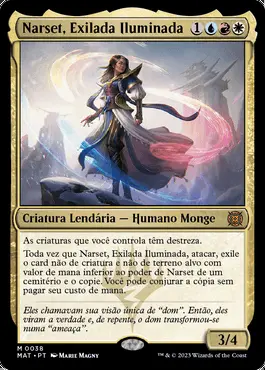 Narset, Exilada Iluminada 1
Criatura Lendária — Humano Monge
As criaturas que você controla têm destreza.
Toda vez que Narset, Exilada Iluminada, atacar, exile
o card não de criatura e não de terreno alvo com
valor de mana inferior ao poder de Narset de um
cemitério e o copie. Você pode conjurar a cópia sem
pagar seu custo de mana.
Eles chamavam sua visão única de “dom”. Então, eles
viram a verdade e, de repente, o dom transformou-se
numa “ameaça”.
3/4
M 0038
MAT • PT MARIE MAGNY
™ & © 2023 Wizards of the Coast